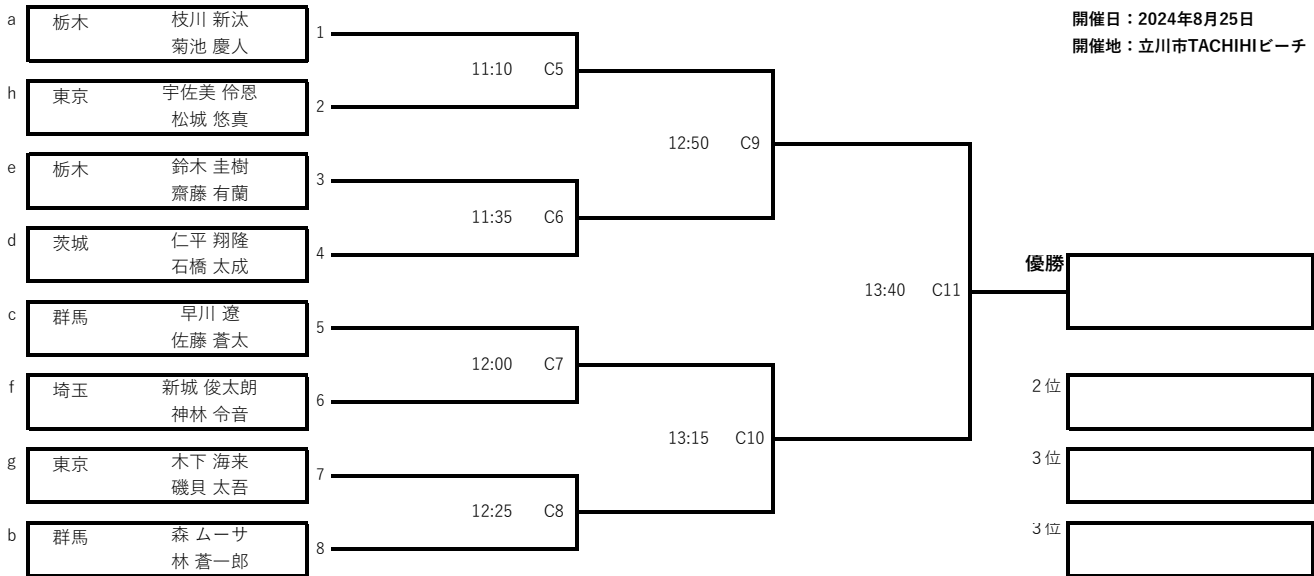 開催日：2024年8月25日
開催地：立川市TACHIHIビーチ
a 栃木 枝川 新汰 1
菊池 慶人
11:10 C5
h 東京 宇佐美 伶恩 2
松城 悠真
12:50 C9
e 栃木 鈴木 圭樹 3
齋藤 有蘭
11:35 C6
d 茨城 仁平 翔隆 4
石橋 太成
優勝
13:40 C11
c 群馬 早川 遼 5
佐藤 蒼太
12:00 C7
f 埼玉 新城 俊太朗 6
神林 令音
2位
13:15 C10
g 東京 木下 海来 7
磯貝 太吾
3位
12:25 C8
b 群馬 森 ムーサ 8
林 蒼一郎
3位